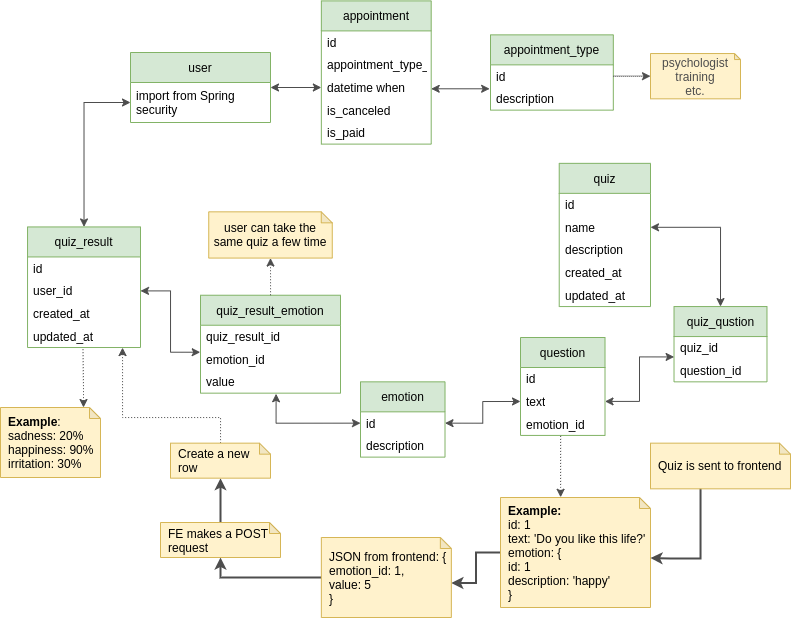 appointment
id
appointment_type_
datetime when
is_canceled
is_paid
appointment_type
id
description
psychologist
training
etc.
user
import from Spring
security
quiz
id
name
description
created_at
updated_at
user can take the
same quiz a few time
quiz_result
id
user_id
created_at
updated_at
quiz_result_emotion
quiz_result_id
emotion_id
value
quiz_qustion
quiz_id
question_id
question
id
text
emotion_id
emotion
id
description
Example:
sadness: 20%
happiness: 90%
irritation: 30%
Create a new
row
Quiz is sent to frontend
Example:
id: 1
text: 'Do you like this life?'
emotion: {
id: 1
description: 'happy'
}
FE makes a POST
request
JSON from frontend: {
emotion_id: 1,
value: 5
}